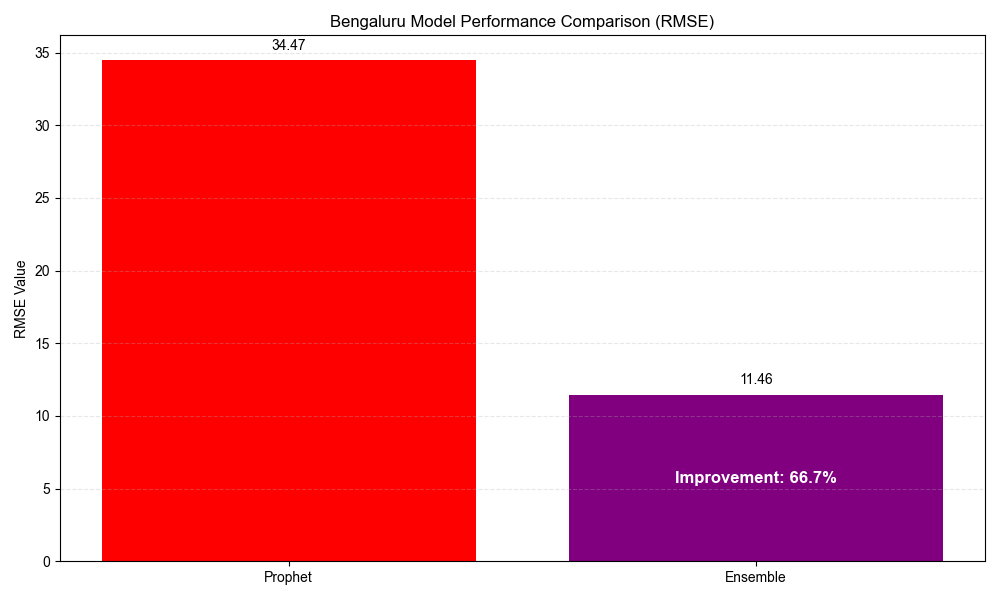 Bengaluru Model Performance Comparison (RMSE)
34.47
35
30
25
20
15
10
5
0
RMSE Value
11.46
Improvement: 66.7%
Prophet
Ensemble